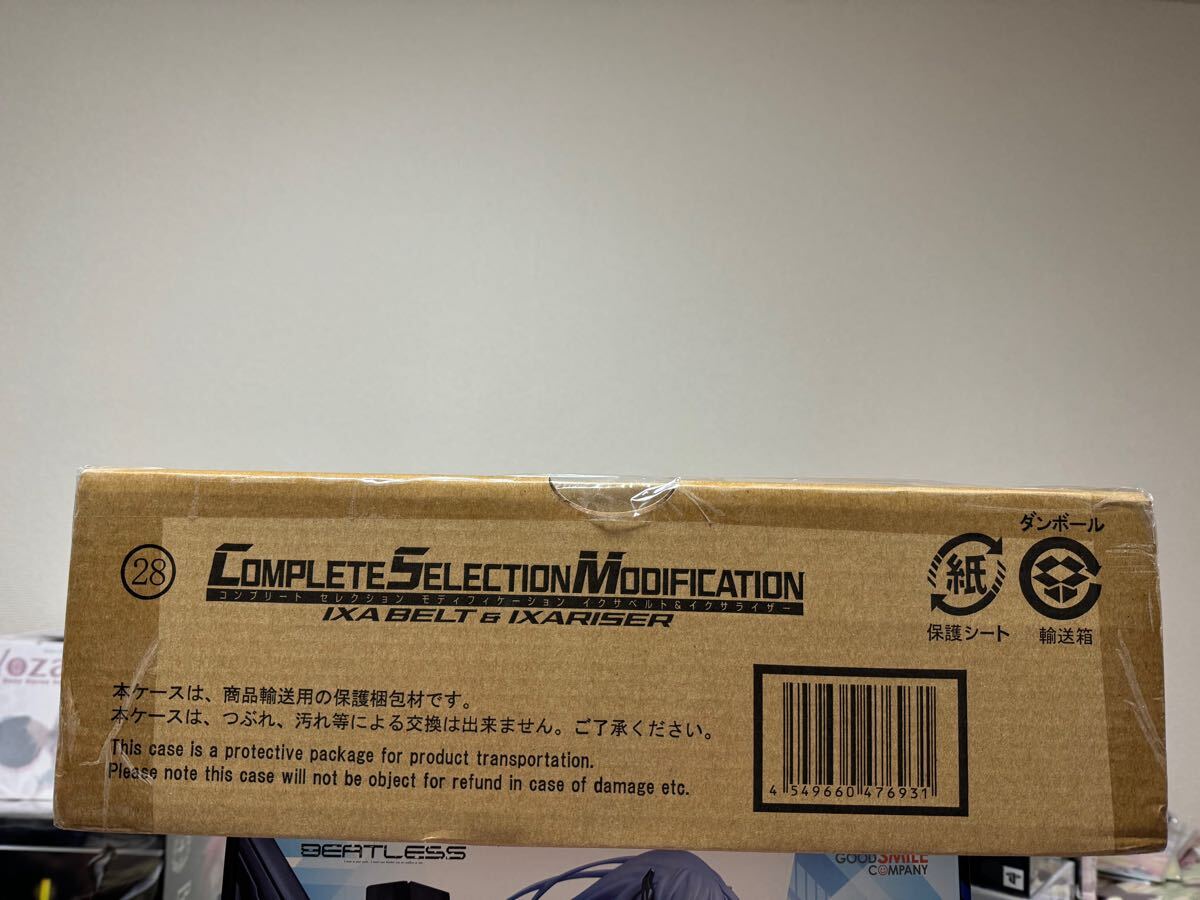 28
COMPLETE SELECTION MODIFICATION
コンプリート セレクション モディフィケーション イクサベルト&イクサライザー
IXA BELT & IXARISER
ダンボール
紙
保護シート
輸送箱
本ケースは、商品輸送用の保護梱包材です。
本ケースは、つぶれ、汚れ等による交換は出来ません。ご了承ください。
This case is a protective package for product transportation.
Please note this case will not be object for refund in case of damage etc.
4 549660 476931
BEATLESS
GOOD SMILE
COMPANY